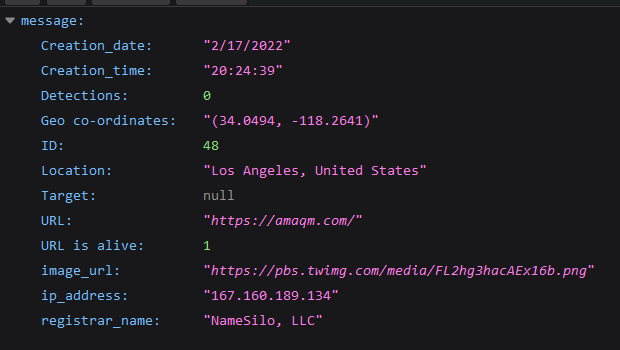 message:
Creation_date: "2/17/2022"
Creation_time: "20:24:39"
Detections: 0
Geo co-ordinates: "(34.0494, -118.2641)"
ID: 48
Location: "Los Angeles, United States"
Target: null
URL: "https://amaqm.com/"
URL is alive: 1
image_url: "https://pbs.twimg.com/media/FL2hg3hacAEx16b.png"
ip_address: "167.160.189.134"
registrar_name: "NameSilo, LLC"